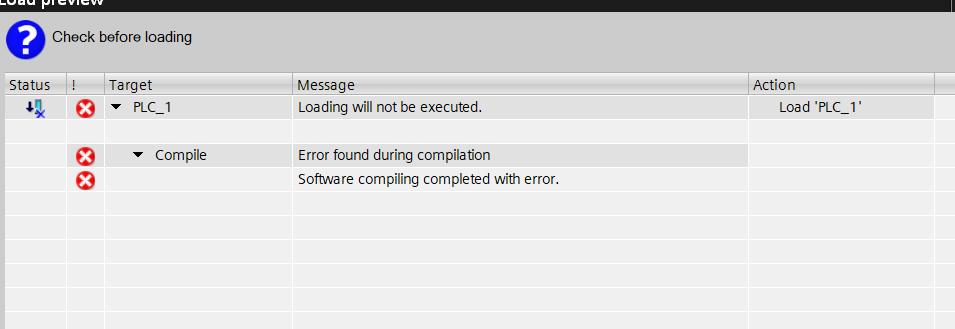 Load preview
Check before loading
Status ! Target Message Action
PLC_1 Loading will not be executed. Load 'PLC_1'
Compile Error found during compilation
Software compiling completed with error.